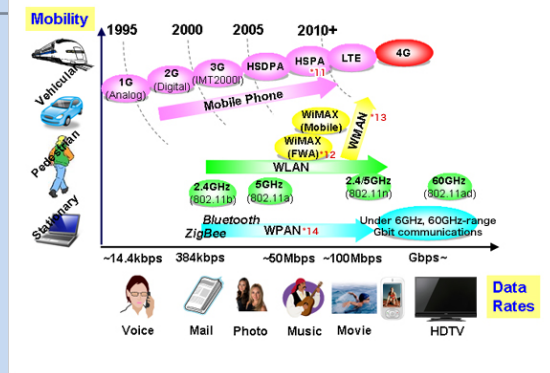 Mobility
1995
2000
2005
2010+
1G
(Analog)
2G
(Digital)
3G
(IMT2000)
HSDPA
HSPA
*11
LTE
4G
Mobile Phone
Vehicular
WiMAX
(Mobile)
WiMAX
(FWA)*12
WMAN
*13
Pedestrian
WLAN
2.4GHz
(802.11b)
5GHz
(802.11a)
2.4/5GHz
(802.11n)
60GHz
(802.11ad)
Stationary
Bluetooth
ZigBee
WPAN*14
Under 6GHz, 60GHz-range
Gbit communications
~14.4kbps 384kbps ~50Mbps ~100Mbps Gbps~
Voice Mail Photo Music Movie HDTV
Data
Rates